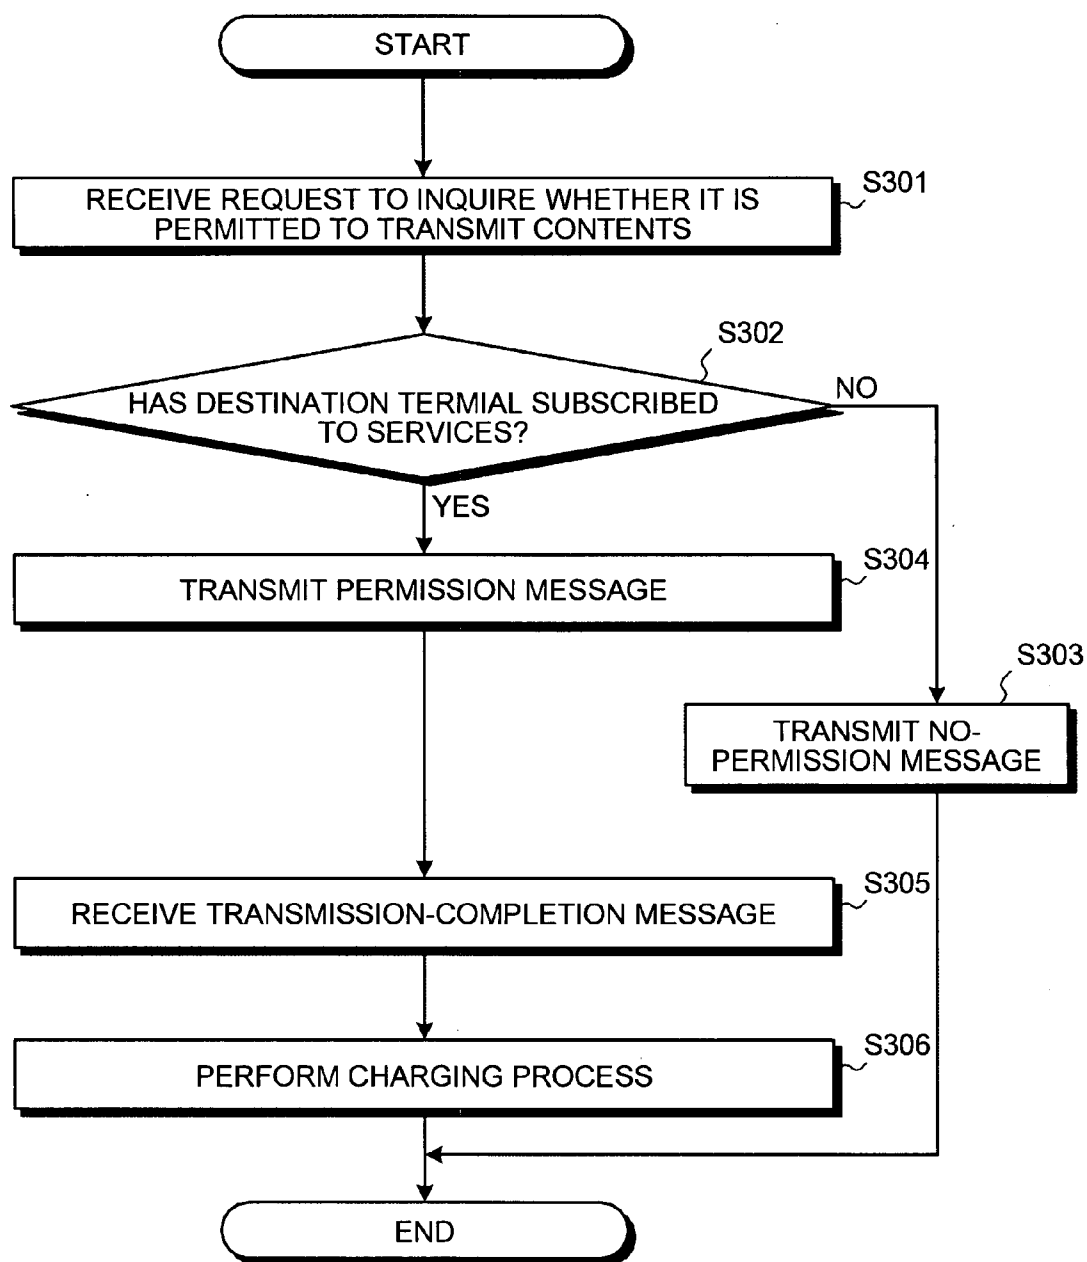 START
RECEIVE REQUEST TO INQUIRE WHETHER IT IS
PERMITTED TO TRANSMIT CONTENTS
S301
S302
HAS DESTINATION TERMIAL SUBSCRIBED
TO SERVICES?
NO
YES
TRANSMIT PERMISSION MESSAGE
S304
S303
TRANSMIT NO-
PERMISSION MESSAGE
RECEIVE TRANSMISSION-COMPLETION MESSAGE
S305
PERFORM CHARGING PROCESS
S306
END